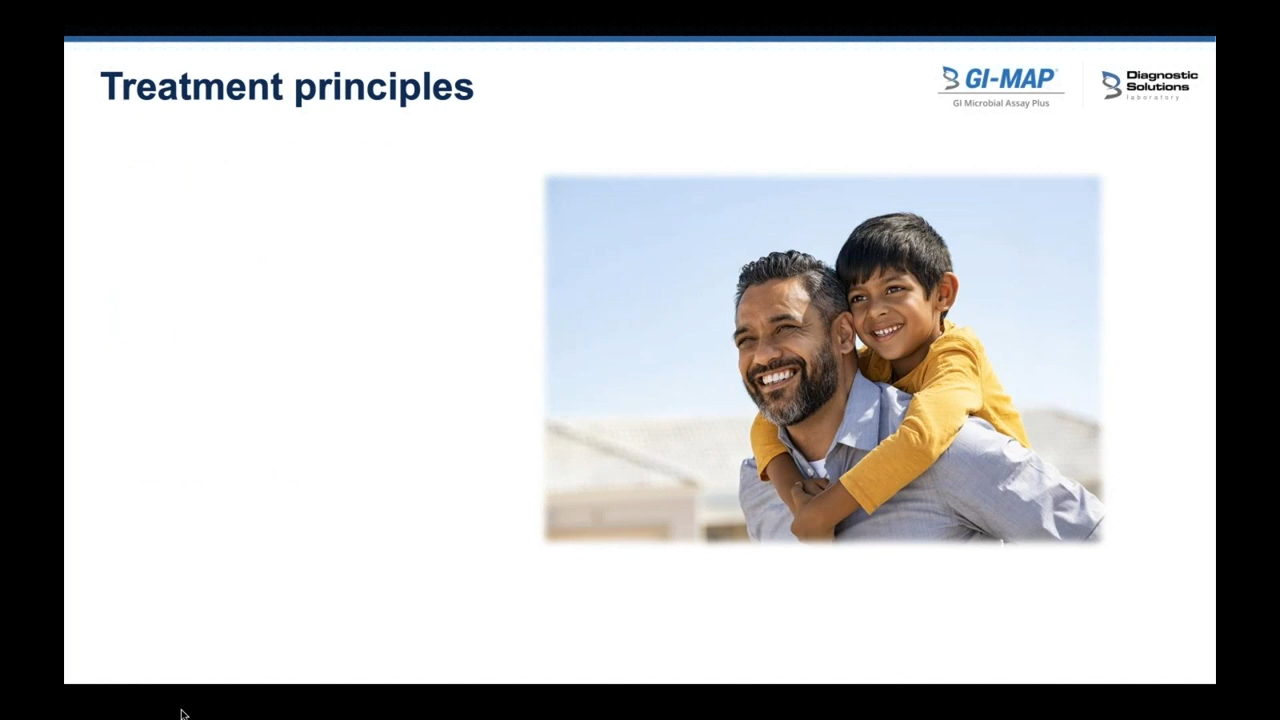 Treatment principles
GI-MAP®
GI Microbial Assay Plus
Diagnostic
Solutions
laboratory